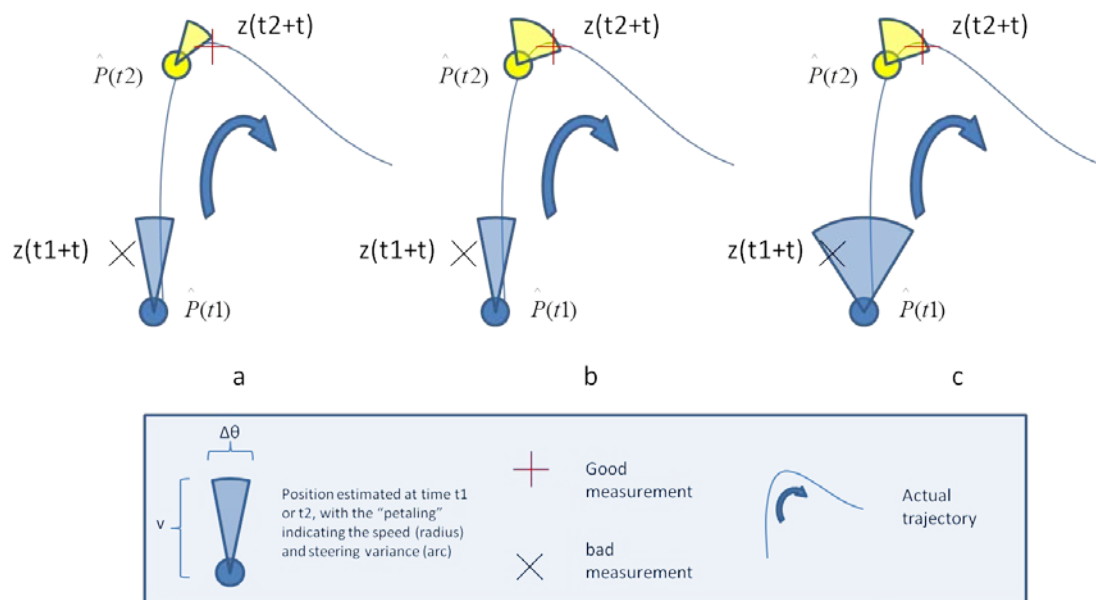 z(t2+t)
z(t2+t)
z(t2+t)
^
P(t2)
^
P(t2)
^
P(t2)
z(t1+t)
z(t1+t)
z(t1+t)
^
P(t1)
^
P(t1)
^
P(t1)
a
b
c
Δθ
v
Position estimated at time t1
or t2, with the “petaling”
indicating the speed (radius)
and steering variance (arc)
Good
measurement
bad
measurement
Actual
trajectory